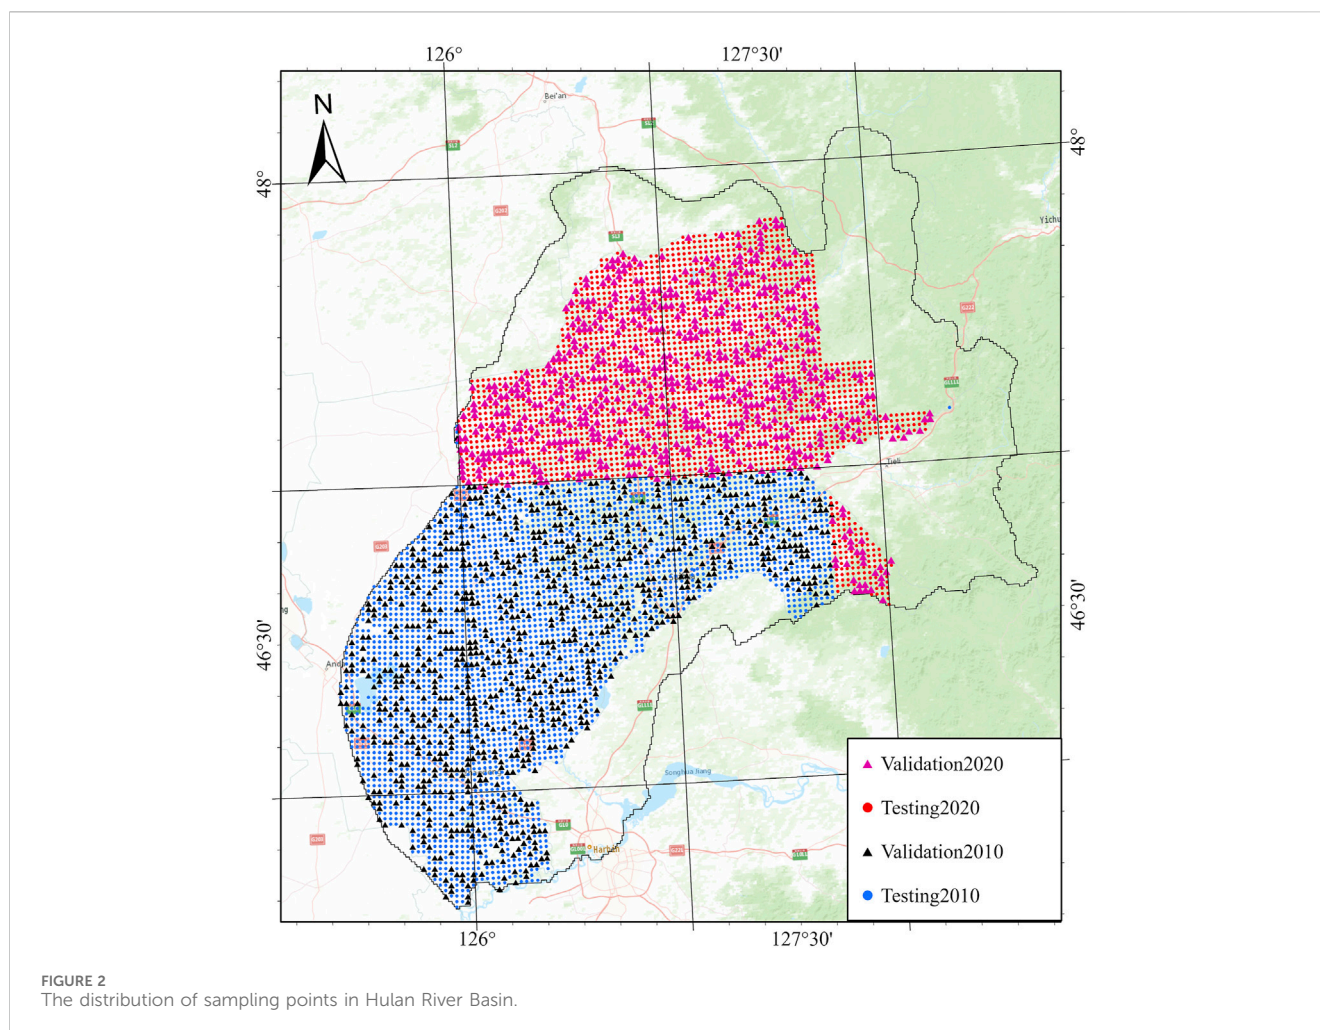 126°
127°30'
N
Bei'an
48°
48°
Yichu
Tieli
46°30'
46°30'
Songhua Jiang
Harbin
Validation2020
Testing2020
Validation2010
Testing2010
126°
127°30'
FIGURE 2
The distribution of sampling points in Hulan River Basin.